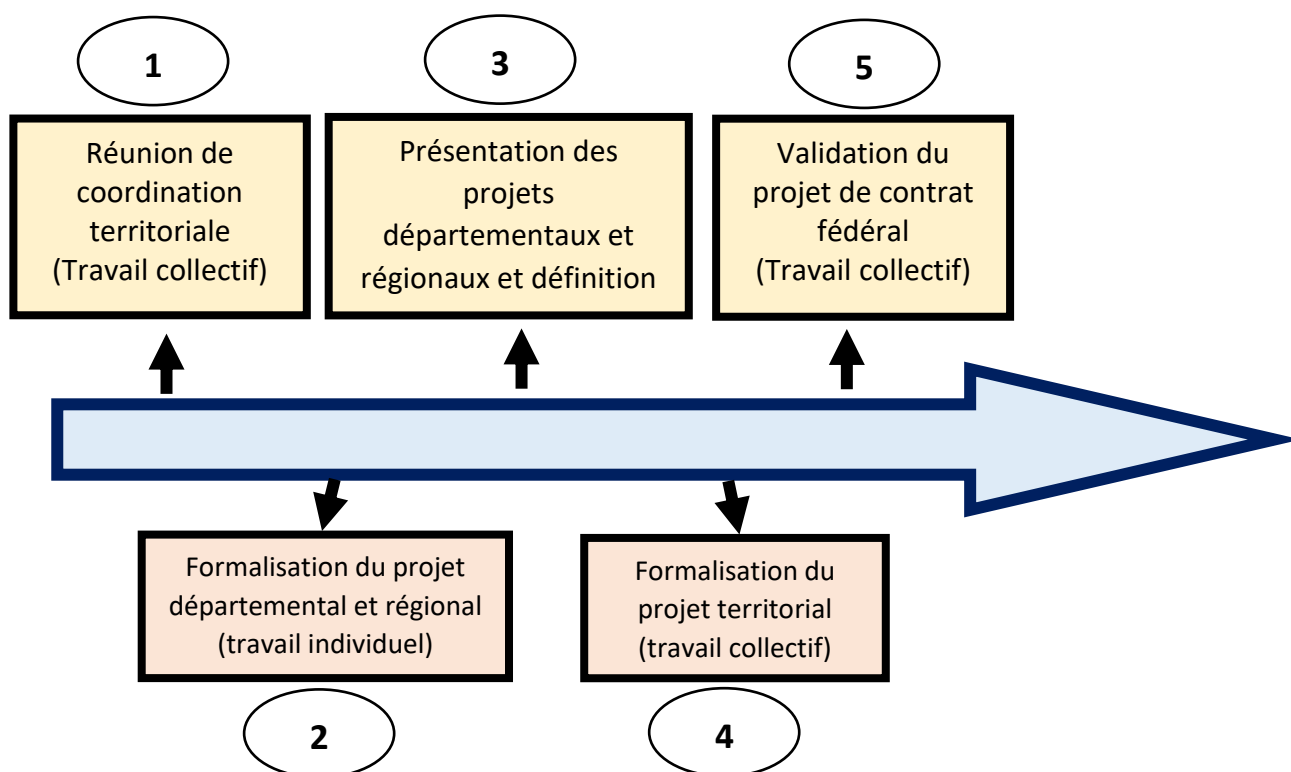 1
Réunion de
coordination
territoriale
(Travail collectif)
2
Formalisation du projet
départemental et régional
(travail individuel)
3
Présentation des
projets
départementaux et
régionaux et définition
4
Formalisation du
projet territorial
(travail collectif)
5
Validation du
projet de contrat
fédéral
(Travail collectif)